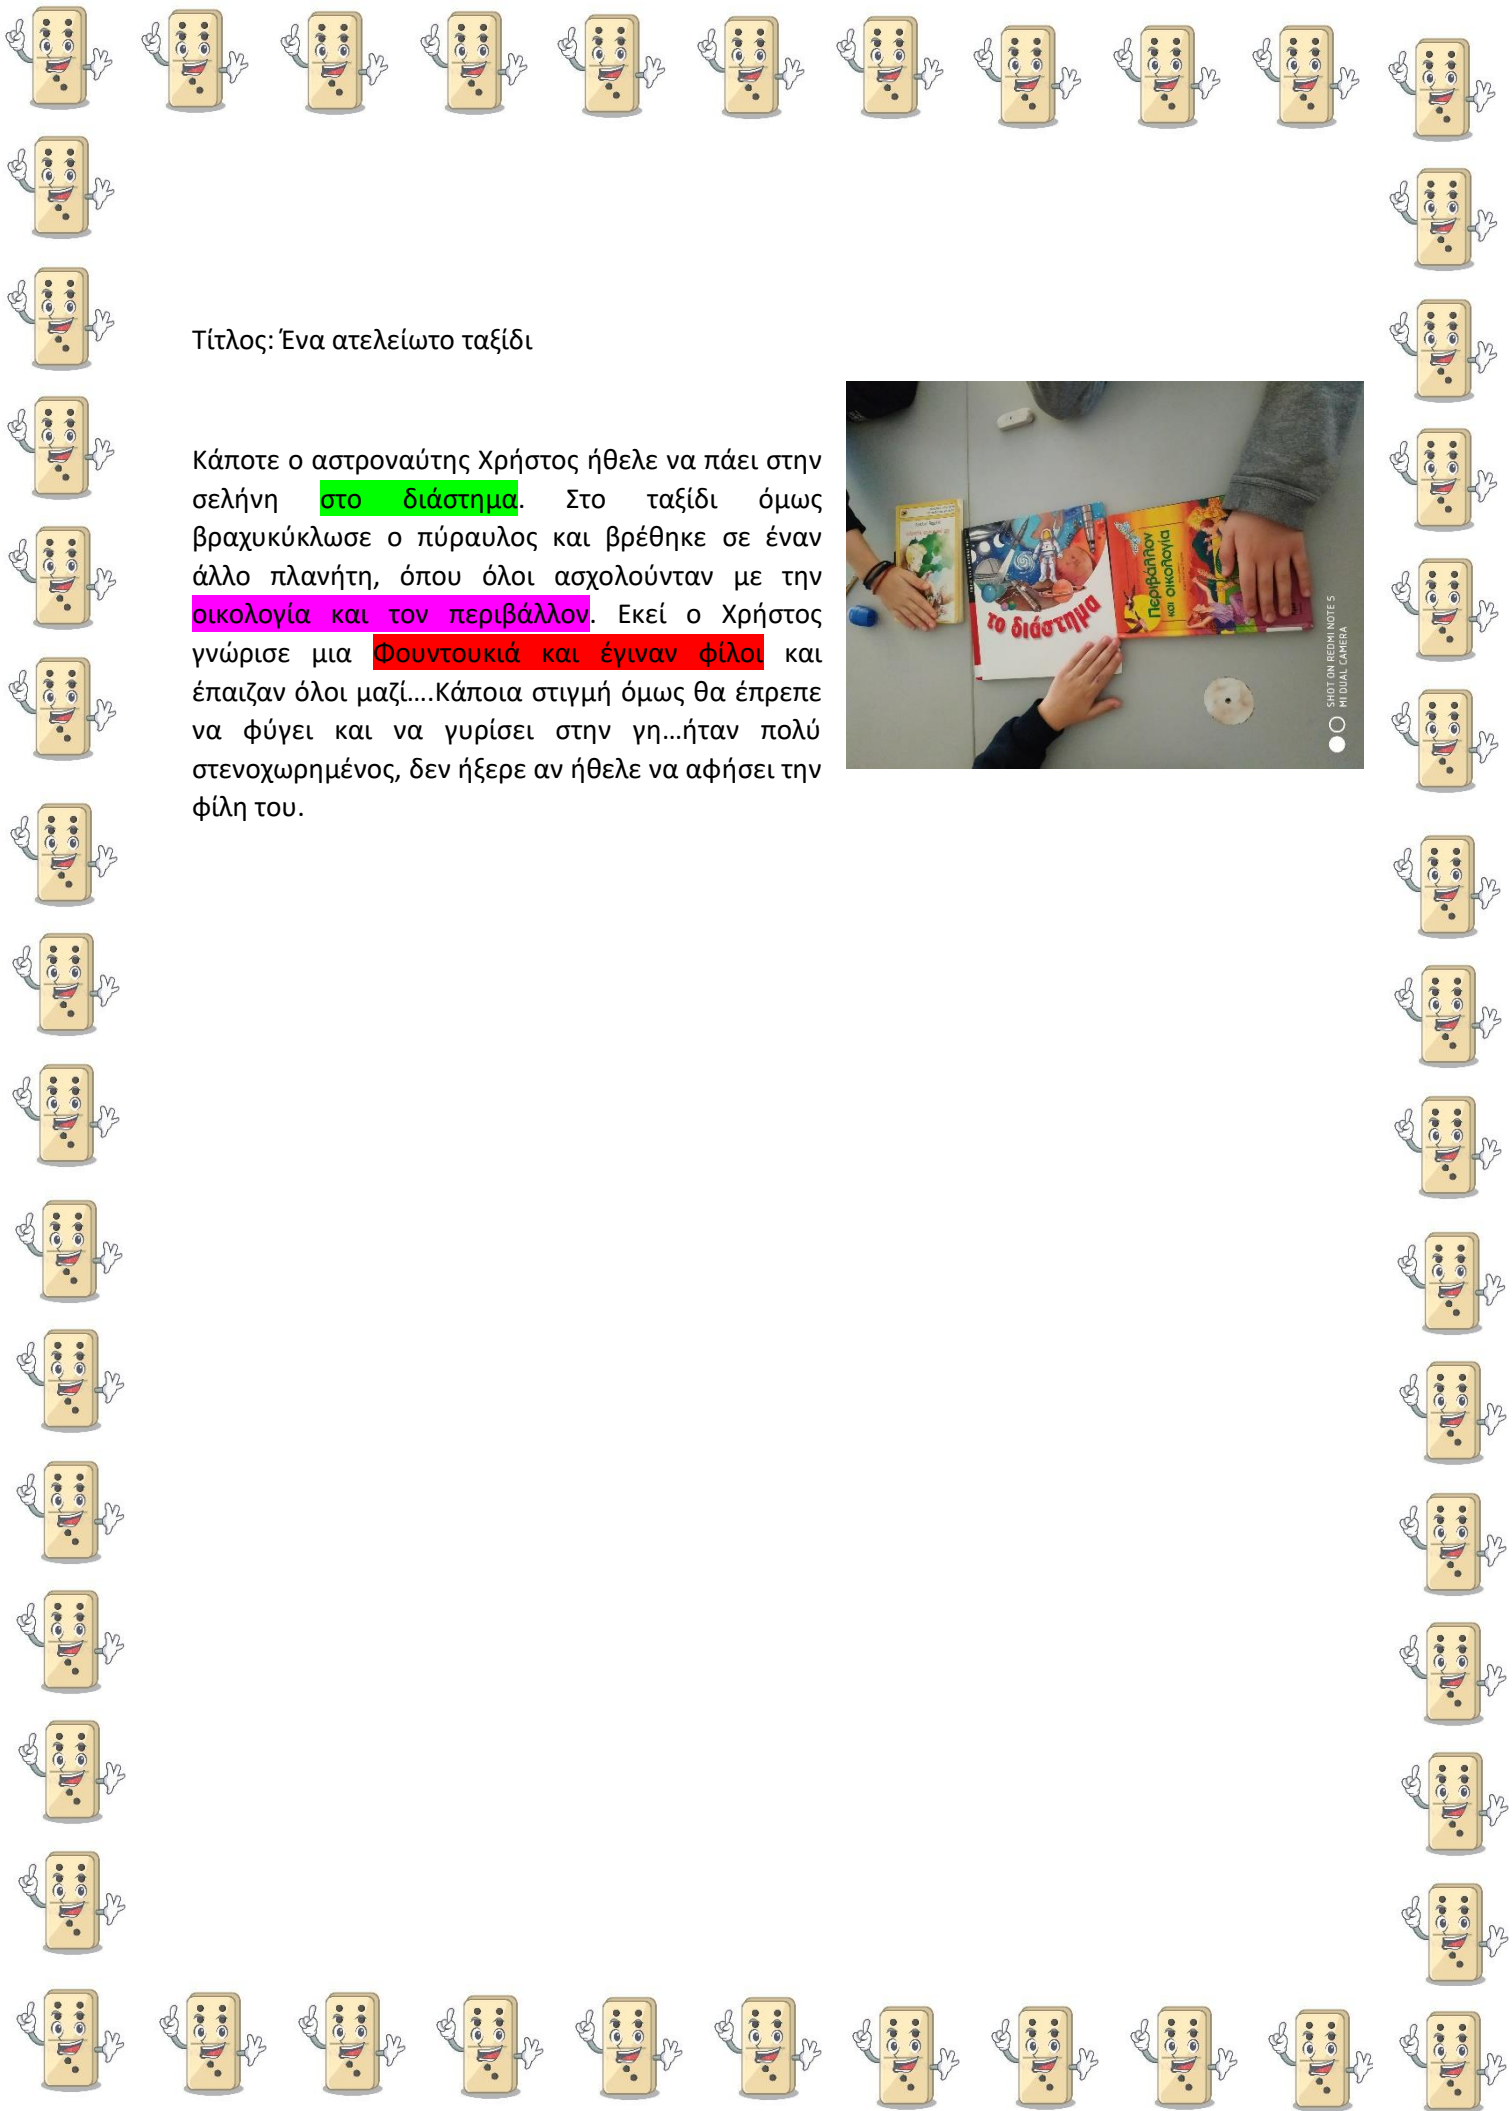 Τίτλος: Ένα ατελείωτο ταξίδι
Κάποτε ο αστροναύτης Χρήστος ήθελε να πάει στην
σελήνη στο διάστημα. Στο ταξίδι όμως
βραχυκύκλωσε ο πύραυλος και βρέθηκε σε έναν
άλλο πλανήτη, όπου όλοι ασχολούνταν με την
οικολογία και τον περιβάλλον. Εκεί ο Χρήστος
γνώρισε μια Φουντουκιά και έγιναν φίλοι και
έπαιζαν όλοι μαζί....Κάποια στιγμή όμως θα έπρεπε
να φύγει και να γυρίσει στην γη...ήταν πολύ
στενοχωρημένος, δεν ήξερε αν ήθελε να αφήσει την
φίλη του.
το διάστημα
Περιβάλλον
και οικολογία
SHOT ON REDMI NOTE 5
MI DUAL CAMERA